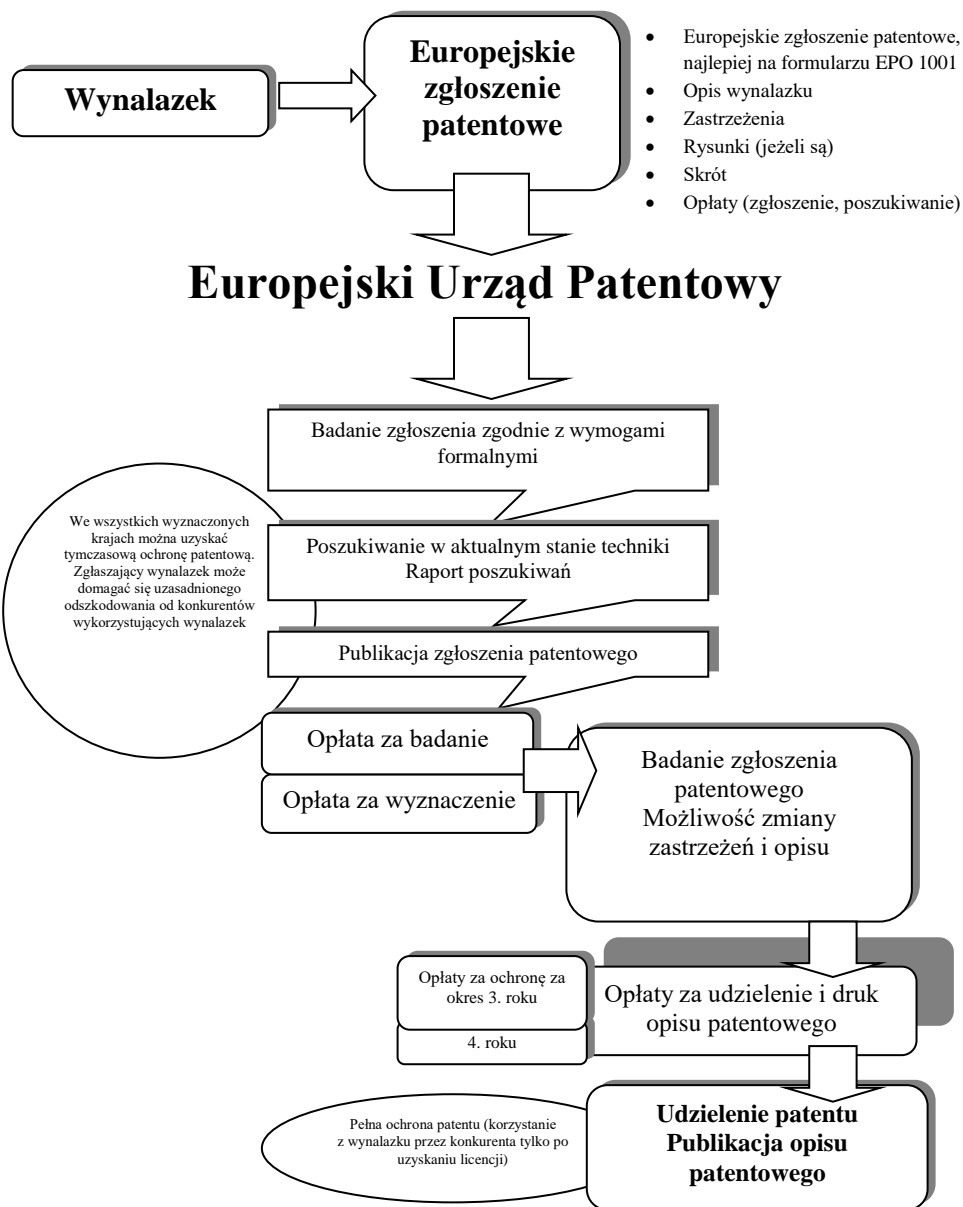 Wynalazek
Europejskie
zgłoszenie
patentowe
• Europejskie zgłoszenie patentowe,
najlepiej na formularzu EPO 1001
• Opis wynalazku
• Zastrzeżenia
• Rysunki (jeżeli są)
• Skrót
• Opłaty (zgłoszenie, poszukiwanie)
Europejski Urząd Patentowy
Badanie zgłoszenia zgodnie z wymogami
formalnymi
We wszystkich wyznaczonych
krajach można uzyskać
tymczasową ochronę patentową.
Zgłaszający wynalazek może
domagać się uzasadnionego
odszkodowania od konkurentów
wykorzystujących wynalazek
Poszukiwanie w aktualnym stanie techniki
Raport poszukiwań
Publikacja zgłoszenia patentowego
Opłata za badanie
Opłata za wyznaczenie
Badanie zgłoszenia
patentowego
Możliwość zmiany
zastrzeżeń i opisu
Opłaty za ochronę za
okres 3. roku
4. roku
Opłaty za udzielenie i druk
opisu patentowego
Pełna ochrona patentu (korzystanie
z wynalazku przez konkurenta tylko po
uzyskaniu licencji)
Udzielenie patentu
Publikacja opisu
patentowego